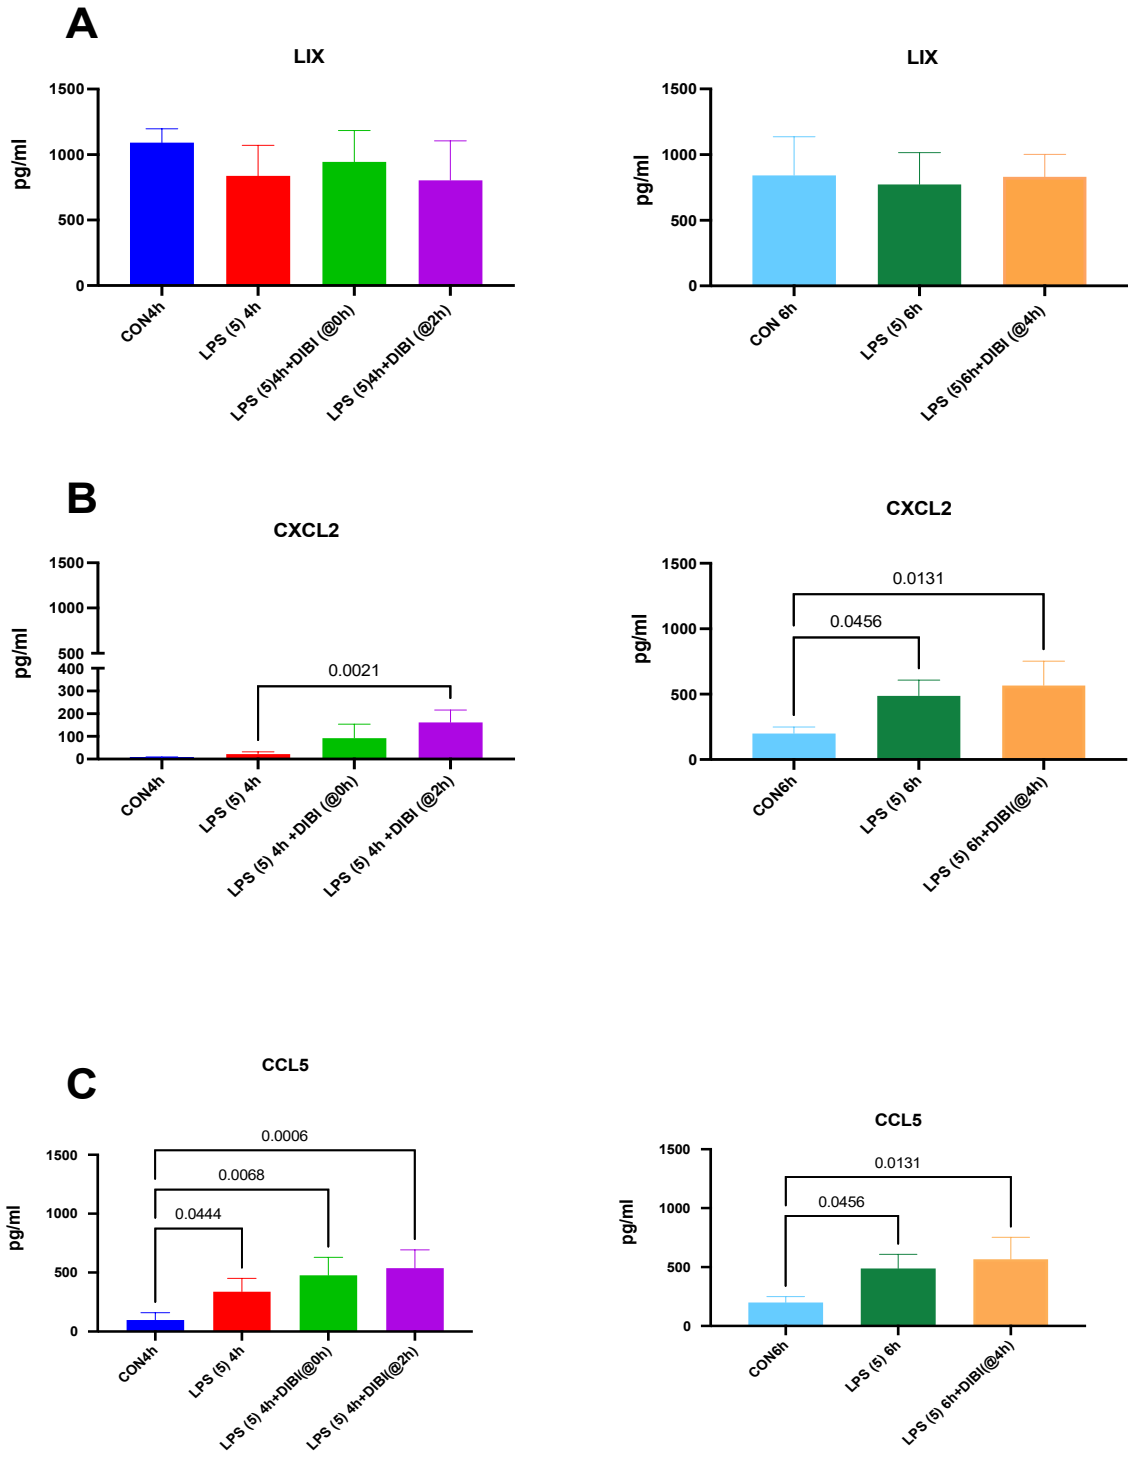 A
LIX
pg/ml
1500
1000
500
0
CON4h
LPS (5) 4h
LPS (5)4h+DIBI (@0h)
LPS (5)4h+DIBI (@2h)
LIX
pg/ml
1500
1000
500
0
CON 6h
LPS (5) 6h
LPS (5)6h+DIBI (@4h)
B
CXCL2
pg/ml
1500
1000
500
400
300
200
100
0
0.0021
CON4h
LPS (5) 4h
LPS (5) 4h +DIBI (@0h)
LPS (5) 4h +DIBI (@2h)
CXCL2
pg/ml
1500
1000
500
0
0.0131
0.0456
CON6h
LPS (5) 6h
LPS (5) 6h+DIBI(@4h)
C
CCL5
pg/ml
1500
1000
500
0
0.0006
0.0068
0.0444
CON4h
LPS (5) 4h
LPS (5) 4h+DIBI(@0h)
LPS (5) 4h+DIBI(@2h)
CCL5
pg/ml
1500
1000
500
0
0.0131
0.0456
CON6h
LPS (5) 6h
LPS (5) 6h+DIBI(@4h)